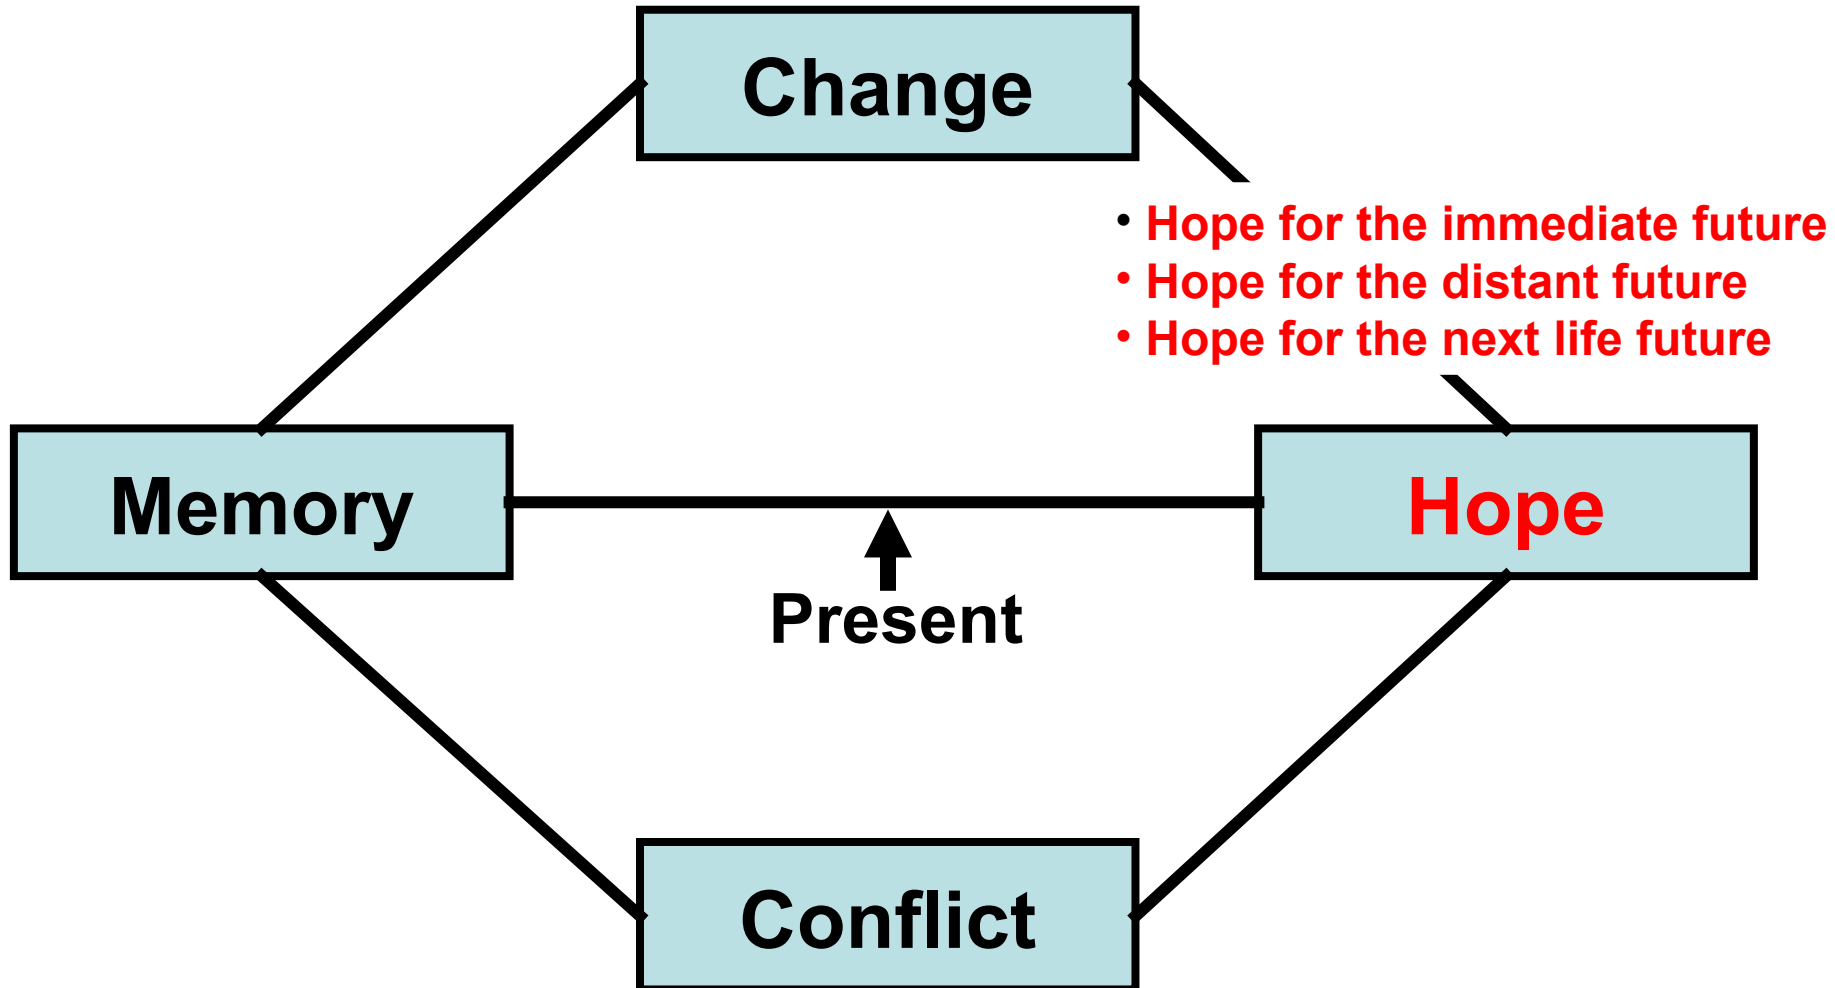 Change
• Hope for the immediate future
• Hope for the distant future
• Hope for the next life future
Memory
Hope
Present
Conflict